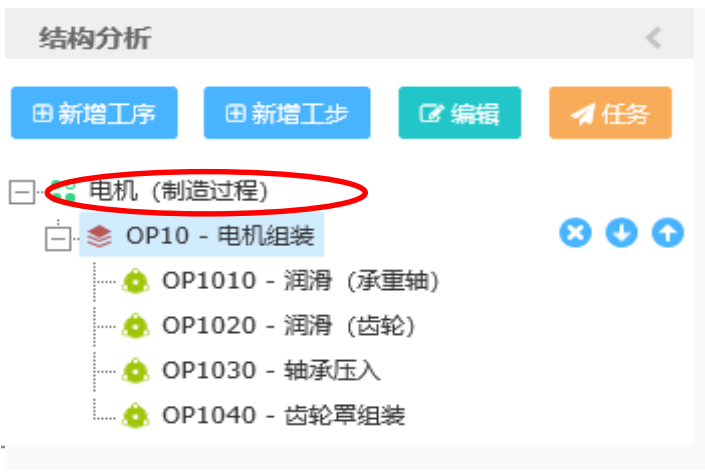 结构分析
新增工序 新增工步 编辑 任务
电机 (制造过程)
OP10 - 电机组装
OP1010 - 润滑 (承重轴)
OP1020 - 润滑 (齿轮)
OP1030 - 轴承压入
OP1040 - 齿轮罩组装